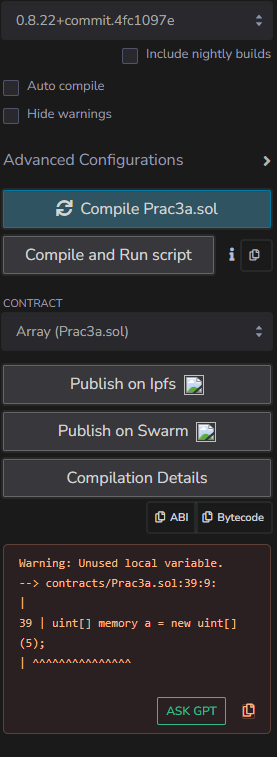 0.8.22+commit.4fc1097e
Include nightly builds
Auto compile
Hide warnings
Advanced Configurations
Compile Prac3a.sol
Compile and Run script
CONTRACT
Array (Prac3a.sol)
Publish on Ipfs
Publish on Swarm
Compilation Details
ABI Bytecode
Warning: Unused local variable.
--> contracts/Prac3a.sol:39:9:
|
39 | uint[] memory a = new uint[]
(5);
| ^^^^^^^^^^^^^^^
ASK GPT